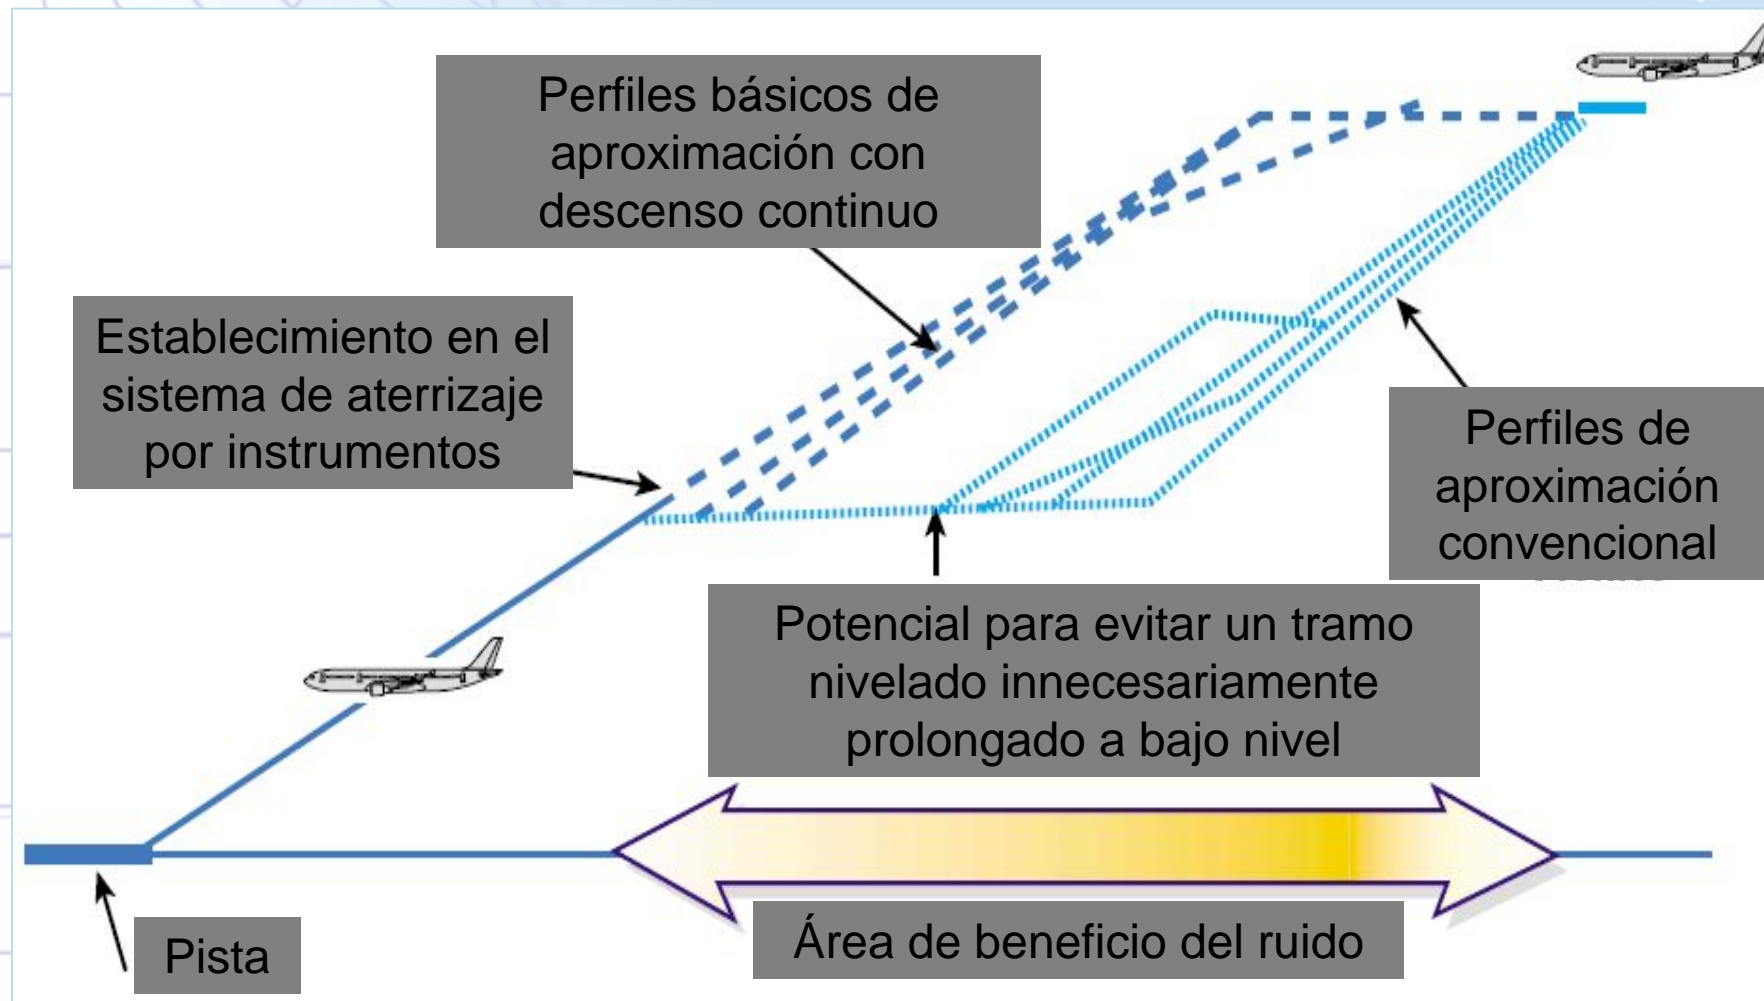 Perfiles básicos de
aproximación con
descenso continuo
Establecimiento en el
sistema de aterrizaje
por instrumentos
Perfiles de
aproximación
convencional
Potencial para evitar un tramo
nivelado innecesariamente
prolongado a bajo nivel
Área de beneficio del ruido
Pista